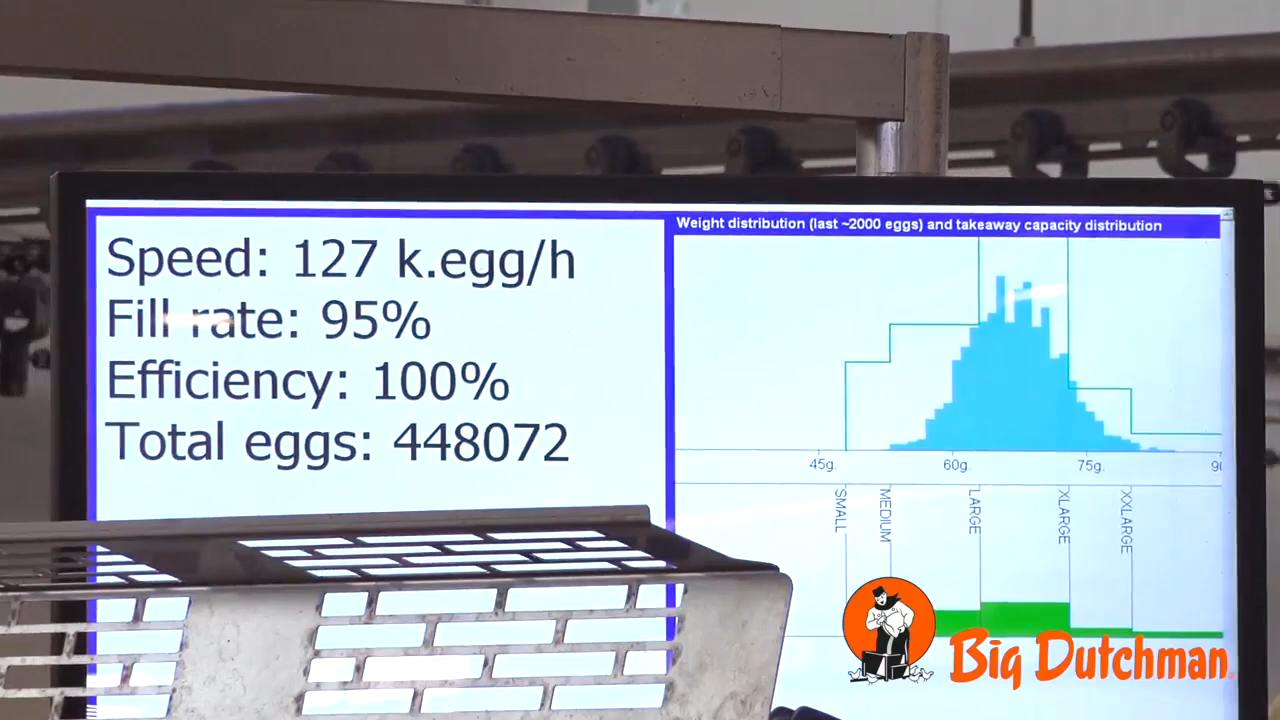 Speed: 127 k.egg/h
Fill rate: 95%
Efficiency: 100%
Total eggs: 448072
Weight distribution (last ~2000 eggs) and takeaway capacity distribution
45g. 60g. 75g. 90
SMALL
MEDIUM
LARGE
XLARGE
XXLARGE
Big Dutchman